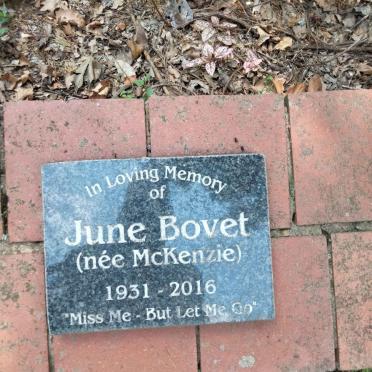 In Loving Memory
of
June Bovet
(née McKenzie)
1931 - 2016
"Miss Me - But Let Me Go"